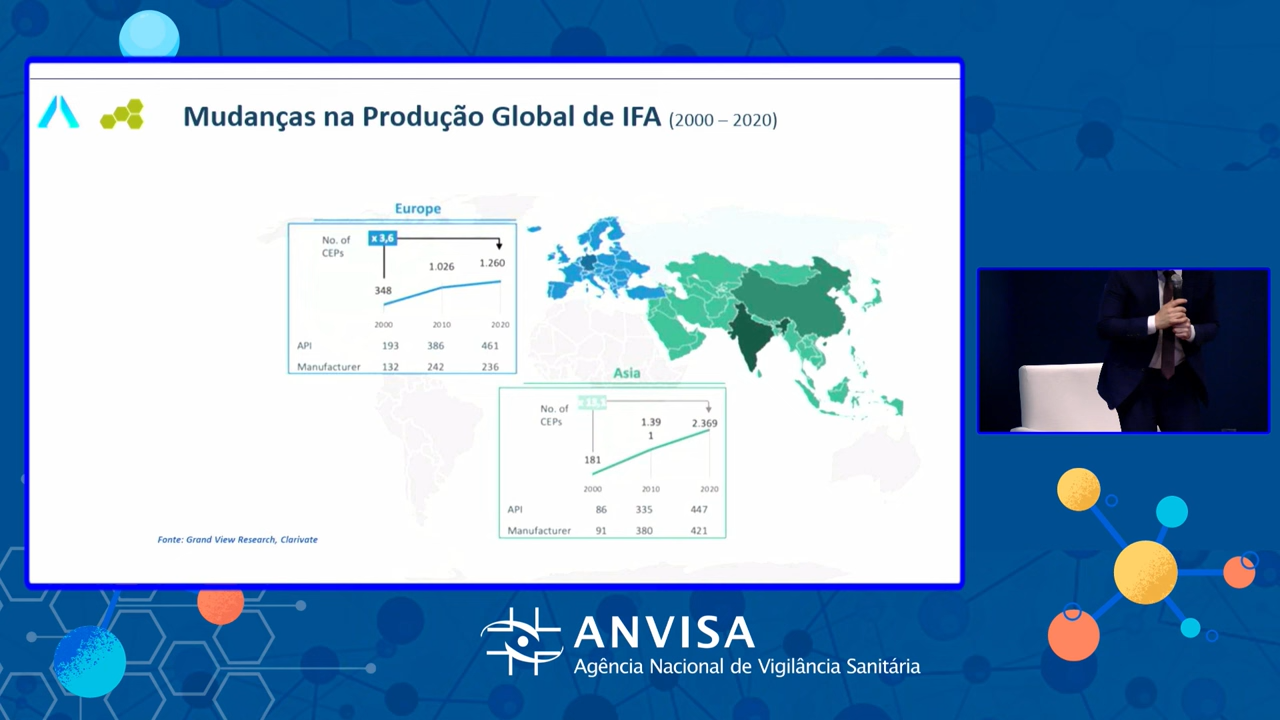 Mudanças na Produção Global de IFA (2000 – 2020)
Europe
No. of
CEPs
x 3,6
348
1.026
1.260
2000 2010 2020
API 193 386 461
Manufacturer 132 242 236
Asia
No. of
CEPs
181
1.39
1
2.369
2000 2010 2020
API 86 335 447
Manufacturer 91 380 421
Fonte: Grand View Research, Clarivate
ANVISA
Agência Nacional de Vigilância Sanitária